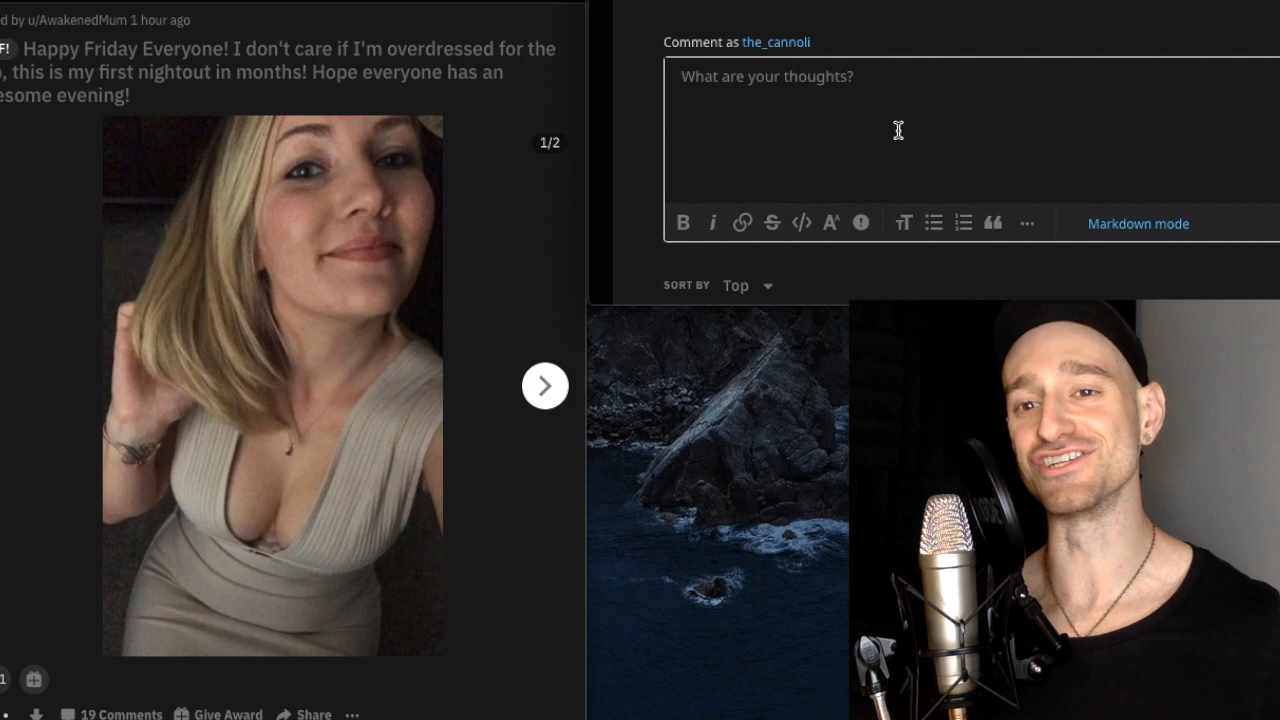 d by u/AwakenedMum 1 hour ago
F! Happy Friday Everyone! I don't care if I'm overdressed for the
, this is my first nightout in months! Hope everyone has an
esome evening!
1/2
1
19 Comments Give Award Share
Comment as the_cannoli
What are your thoughts?
B i S </> A TT Markdown mode
SORT BY Top